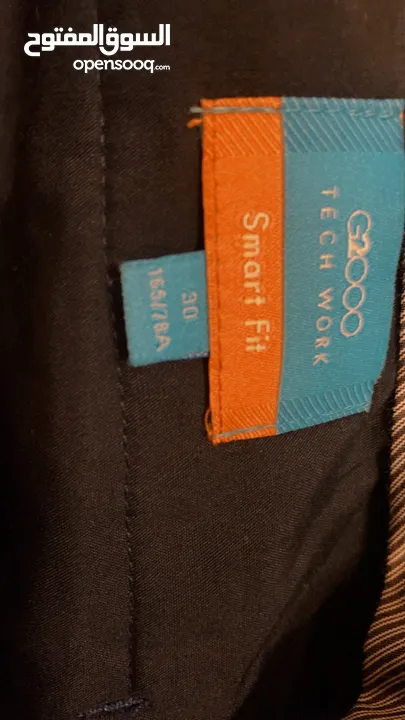 السوق المفتوح
opensooq.com
G2000
TECH WORK
Smart Fit
30
165/78A